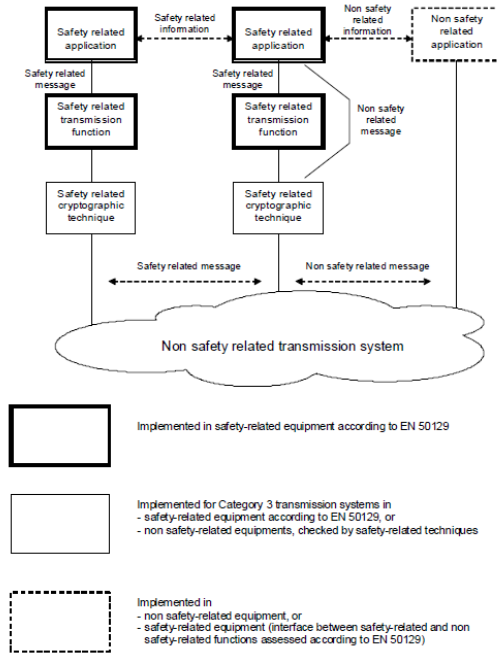 Safety related
application
Safety related
information
Safety related
application
Non safety
related
information
Non safety
related
application
Safety related
message
Safety related
message
Safety related
transmission
function
Safety related
transmission
function
Non safety
related
message
Safety related
cryptographic
technique
Safety related
cryptographic
technique
Safety related message
Non safety related message
Non safety related transmission system
Implemented in safety-related equipment according to EN 50129
Implemented for Category 3 transmission systems in
- safety-related equipment according to EN 50129, or
- non safety-related equipments, checked by safety-related techniques
Implemented in
- non safety-related equipment, or
- safety-related equipment (interface between safety-related and non
safety-related functions assessed according to EN 50129)